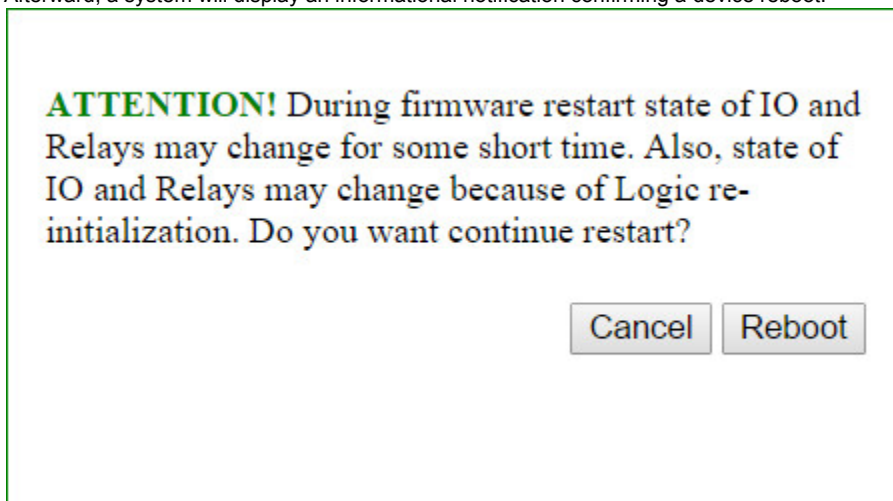 Afterward, a system will display an informational notification confirming a device reboot.
ATTENTION! During firmware restart state of IO and
Relays may change for some short time. Also, state of
IO and Relays may change because of Logic re-
initialization. Do you want continue restart?
Cancel Reboot